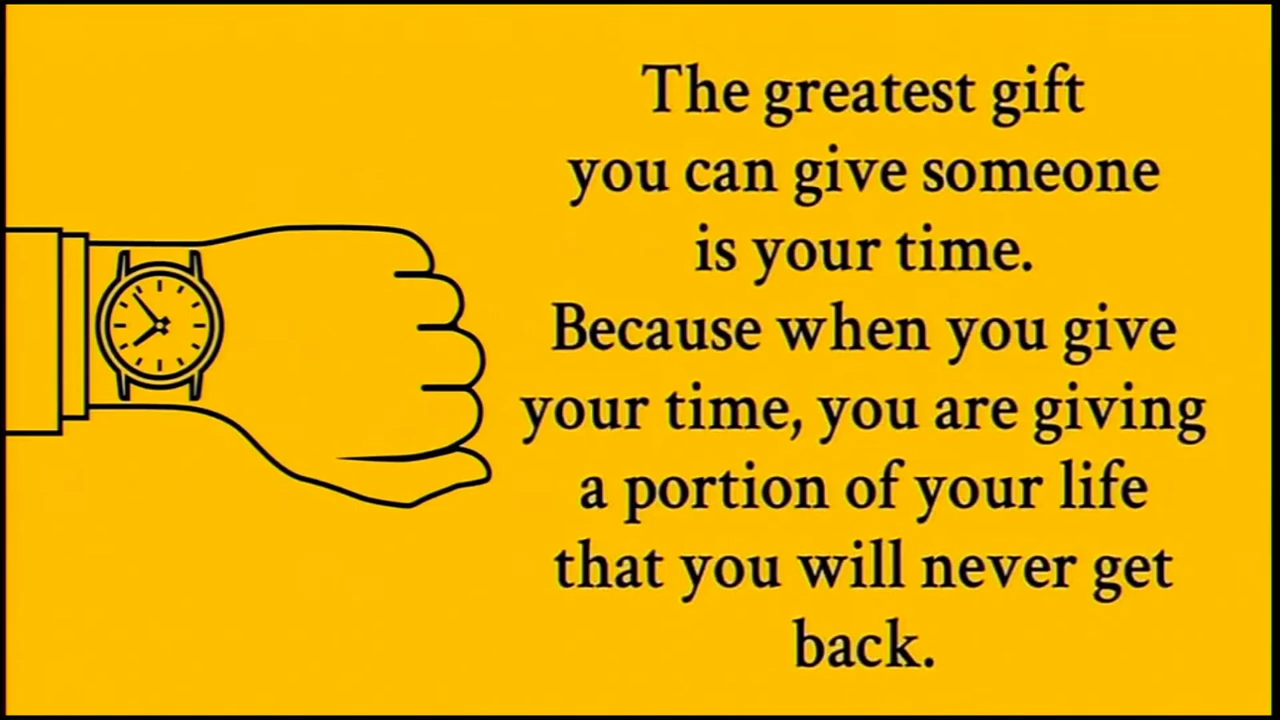 The greatest gift
you can give someone
is your time.
Because when you give
your time, you are giving
a portion of your life
that you will never get
back.